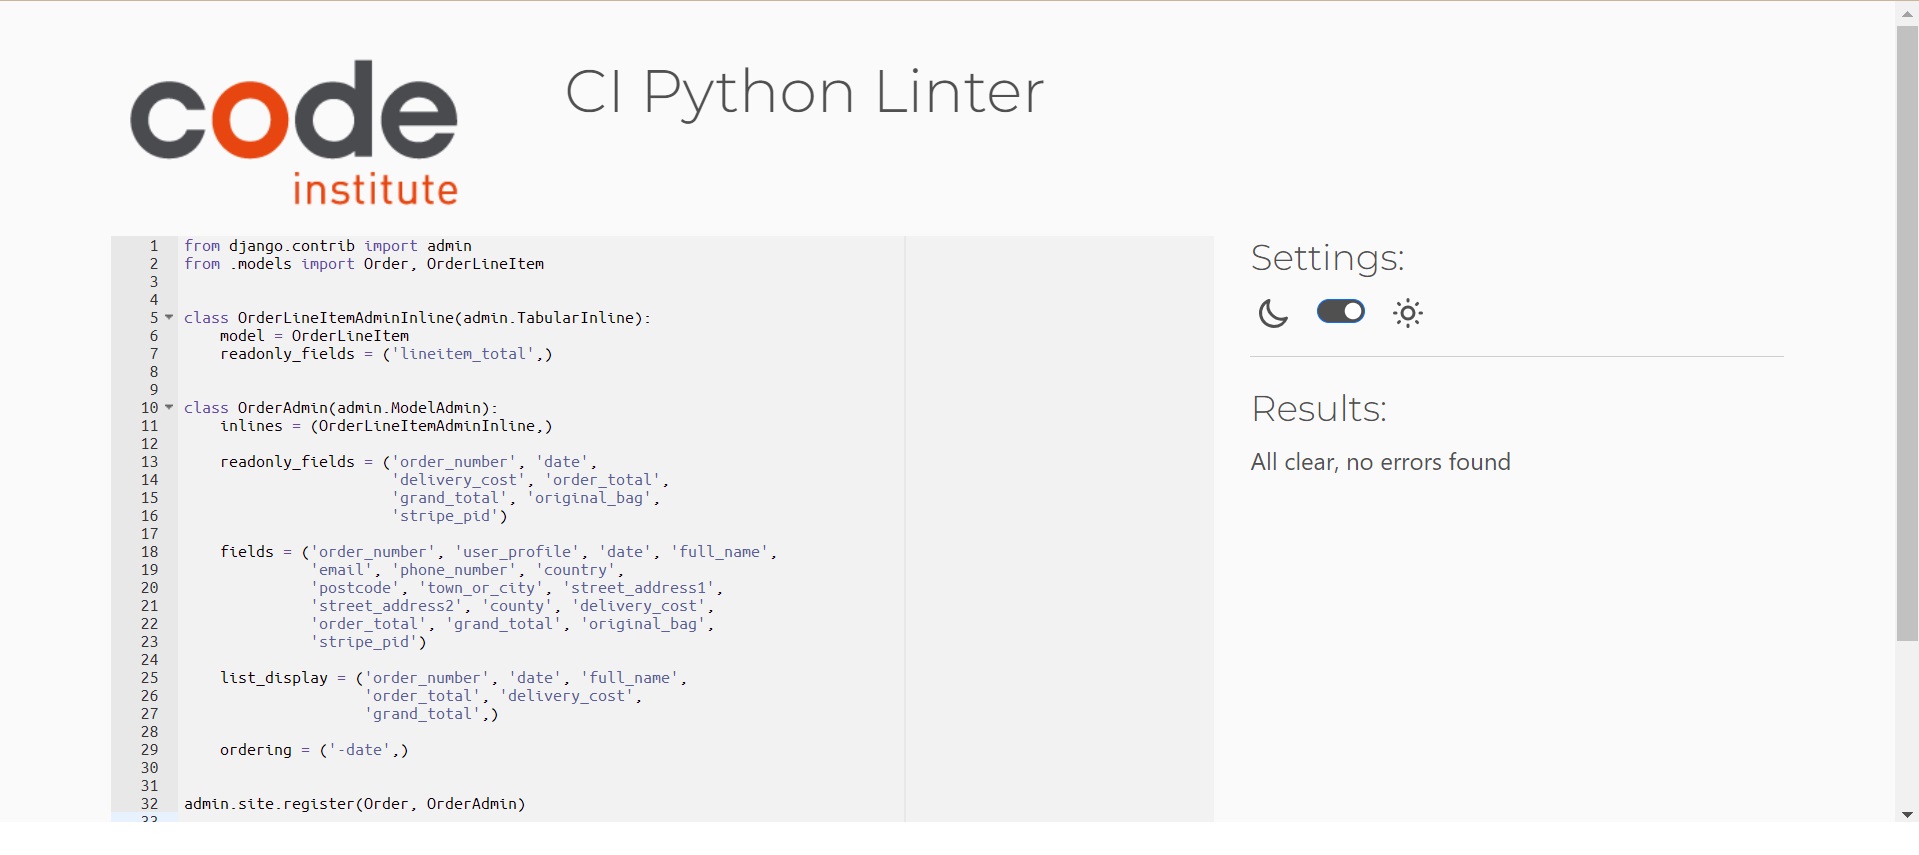 code
institute
CI Python Linter
1 from django.contrib import admin
2 from .models import Order, OrderLineItem
3
4
5 class OrderLineItemAdminInline(admin.TabularInline):
6     model = OrderLineItem
7     readonly_fields = ('lineitem_total',)
8
9
10 class OrderAdmin(admin.ModelAdmin):
11     inlines = (OrderLineItemAdminInline,)
12
13     readonly_fields = ('order_number', 'date',
14                        'delivery_cost', 'order_total',
15                        'grand_total', 'original_bag',
16                        'stripe_pid')
17
18     fields = ('order_number', 'user_profile', 'date', 'full_name',
19               'email', 'phone_number', 'country',
20               'postcode', 'town_or_city', 'street_address1',
21               'street_address2', 'county', 'delivery_cost',
22               'order_total', 'grand_total', 'original_bag',
23               'stripe_pid')
24
25     list_display = ('order_number', 'date', 'full_name',
26                     'order_total', 'delivery_cost',
27                     'grand_total',)
28
29     ordering = ('-date',)
30
31
32 admin.site.register(Order, OrderAdmin)
33
Settings:
Results:
All clear, no errors found